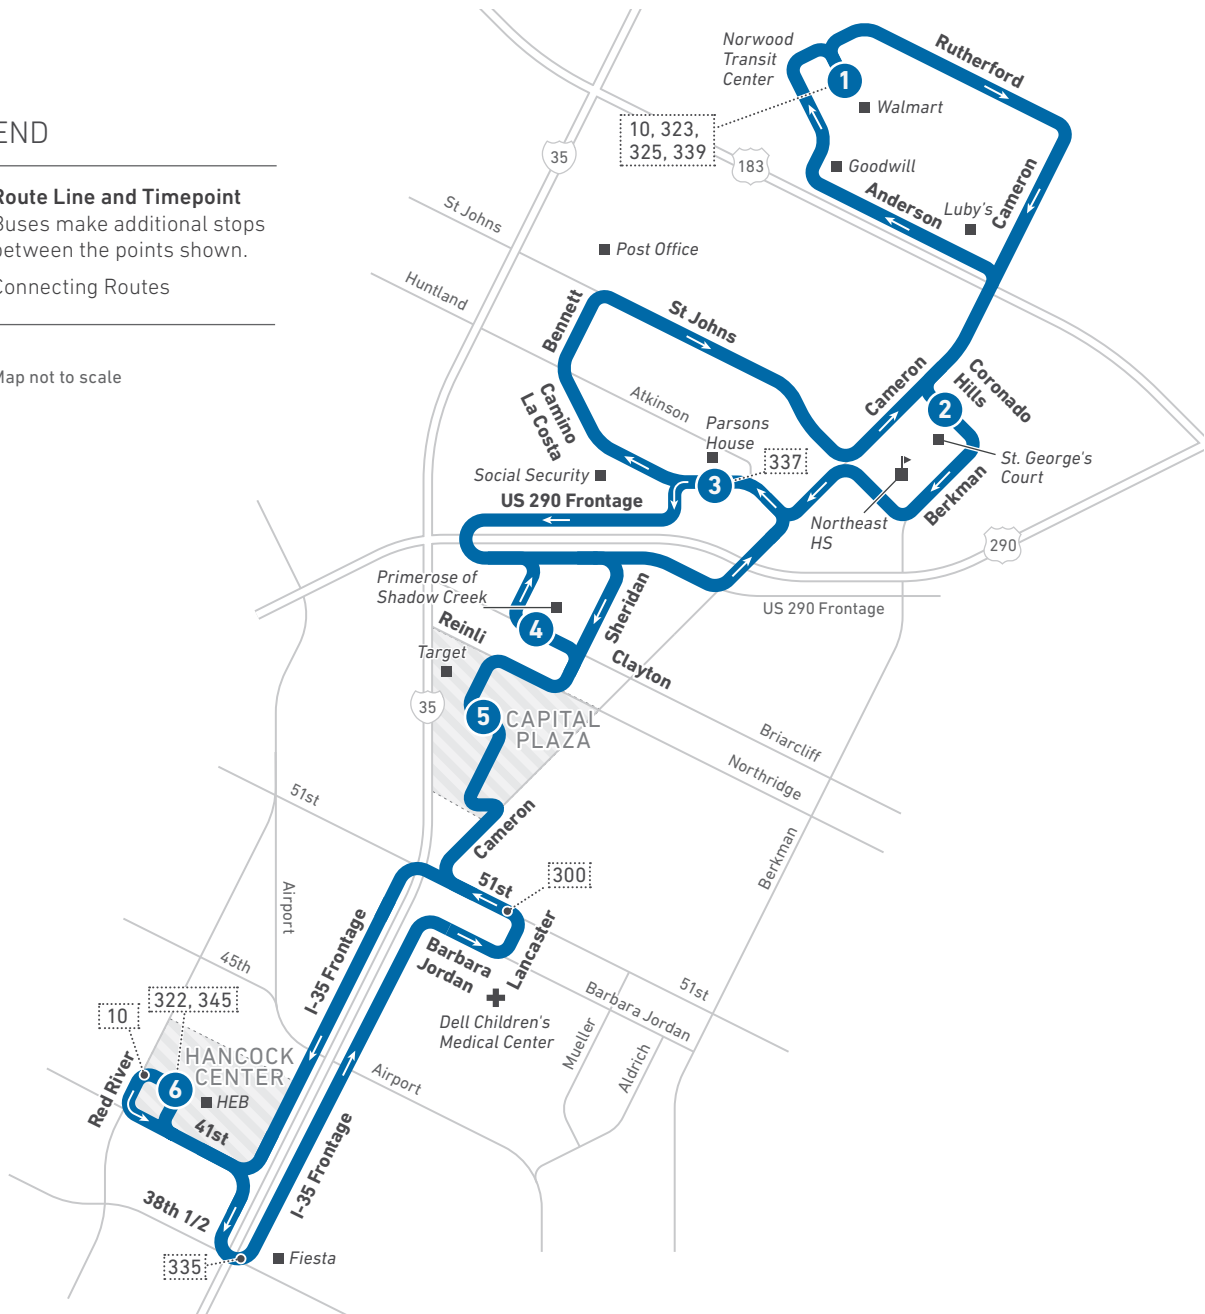 END
Route Line and Timepoint
Buses make additional stops
between the points shown.
Connecting Routes
Map not to scale
Norwood
Transit
Center
1
Rutherford
Walmart
10, 323,
325, 339
35
183
Goodwill
Anderson
Luby's
Cameron
St Johns
Post Office
Huntland
Bennett
St Johns
Cameron
Coronado
Hills
2
Camino
La Costa
Atkinson
Parsons
House
337
St. George's
Court
Social Security
3
US 290 Frontage
Northeast
HS
Berkman
290
Primerose of
Shadow Creek
US 290 Frontage
Sheridan
4
Reinli
Target
Clayton
35
5
CAPITAL
PLAZA
Briarcliff
Northridge
51st
Cameron
Berkman
300
51st
Airport
Lancaster
I-35 Frontage
Barbara
Jordan
45th
51st
Barbara Jordan
322, 345
10
Dell Children's
Medical Center
Mueller
Aldrich
HANCOCK
CENTER
Airport
Red River
6
HEB
41st
I-35 Frontage
38th 1/2
335
Fiesta